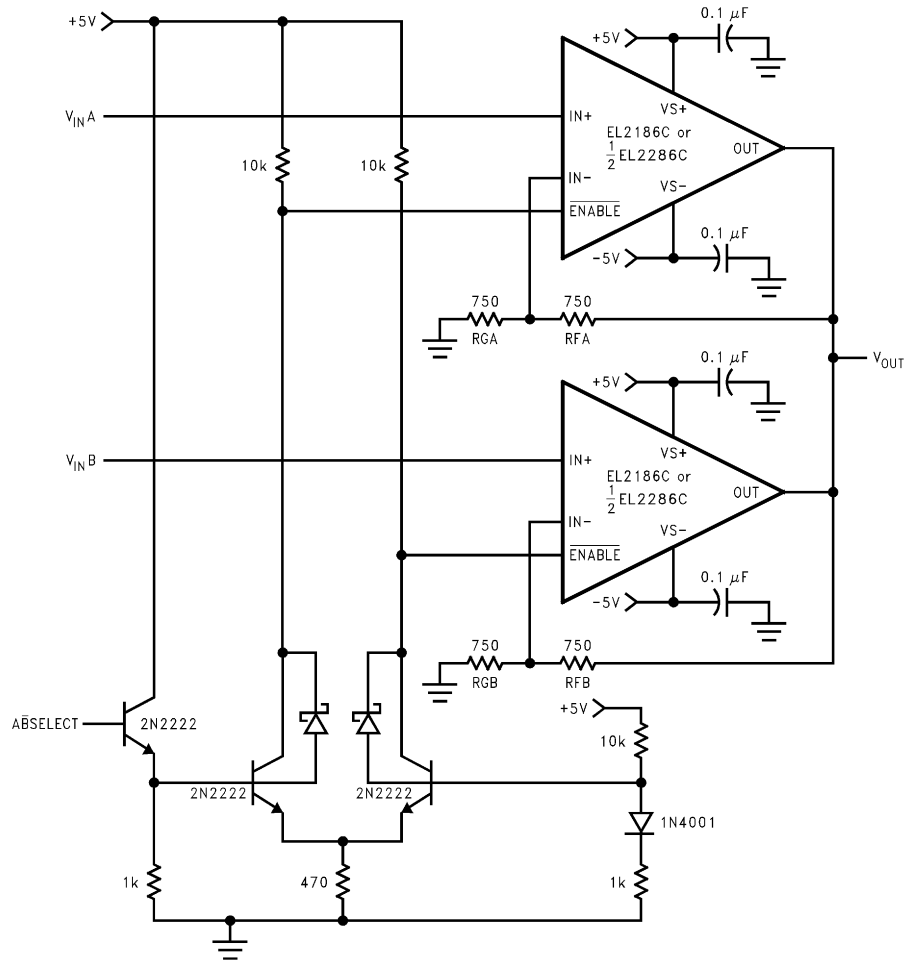 +5V
0.1 µF
+5V
V_IN A
IN+
VS+
EL2186C or
1/2 EL2286C
OUT
10k
10k
IN-
VS-
ENABLE
0.1 µF
-5V
750
750
RGA
RFA
0.1 µF
V_OUT
+5V
V_IN B
IN+
VS+
EL2186C or
1/2 EL2286C
OUT
IN-
VS-
ENABLE
0.1 µF
-5V
750
750
RGB
RFB
+5V
AB̅SELECT
2N2222
10k
2N2222
2N2222
1N4001
1k
470
1k